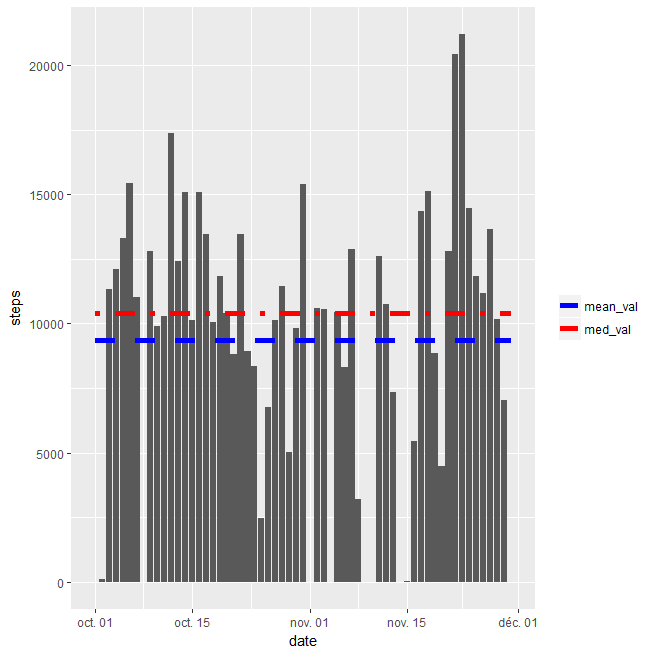 20000
15000
10000
5000
0
steps
oct. 01
oct. 15
nov. 01
nov. 15
déc. 01
date
mean_val
med_val